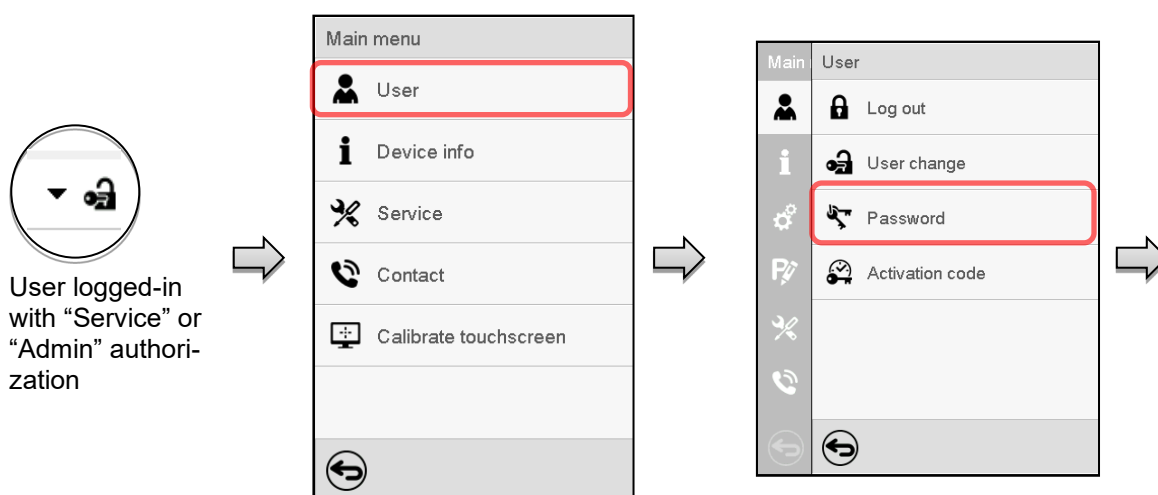 User logged-in
with “Service” or
“Admin” authori-
zation
Main menu
User
Device info
Service
Contact
Calibrate touchscreen
Main
User
Log out
User change
Password
Activation code